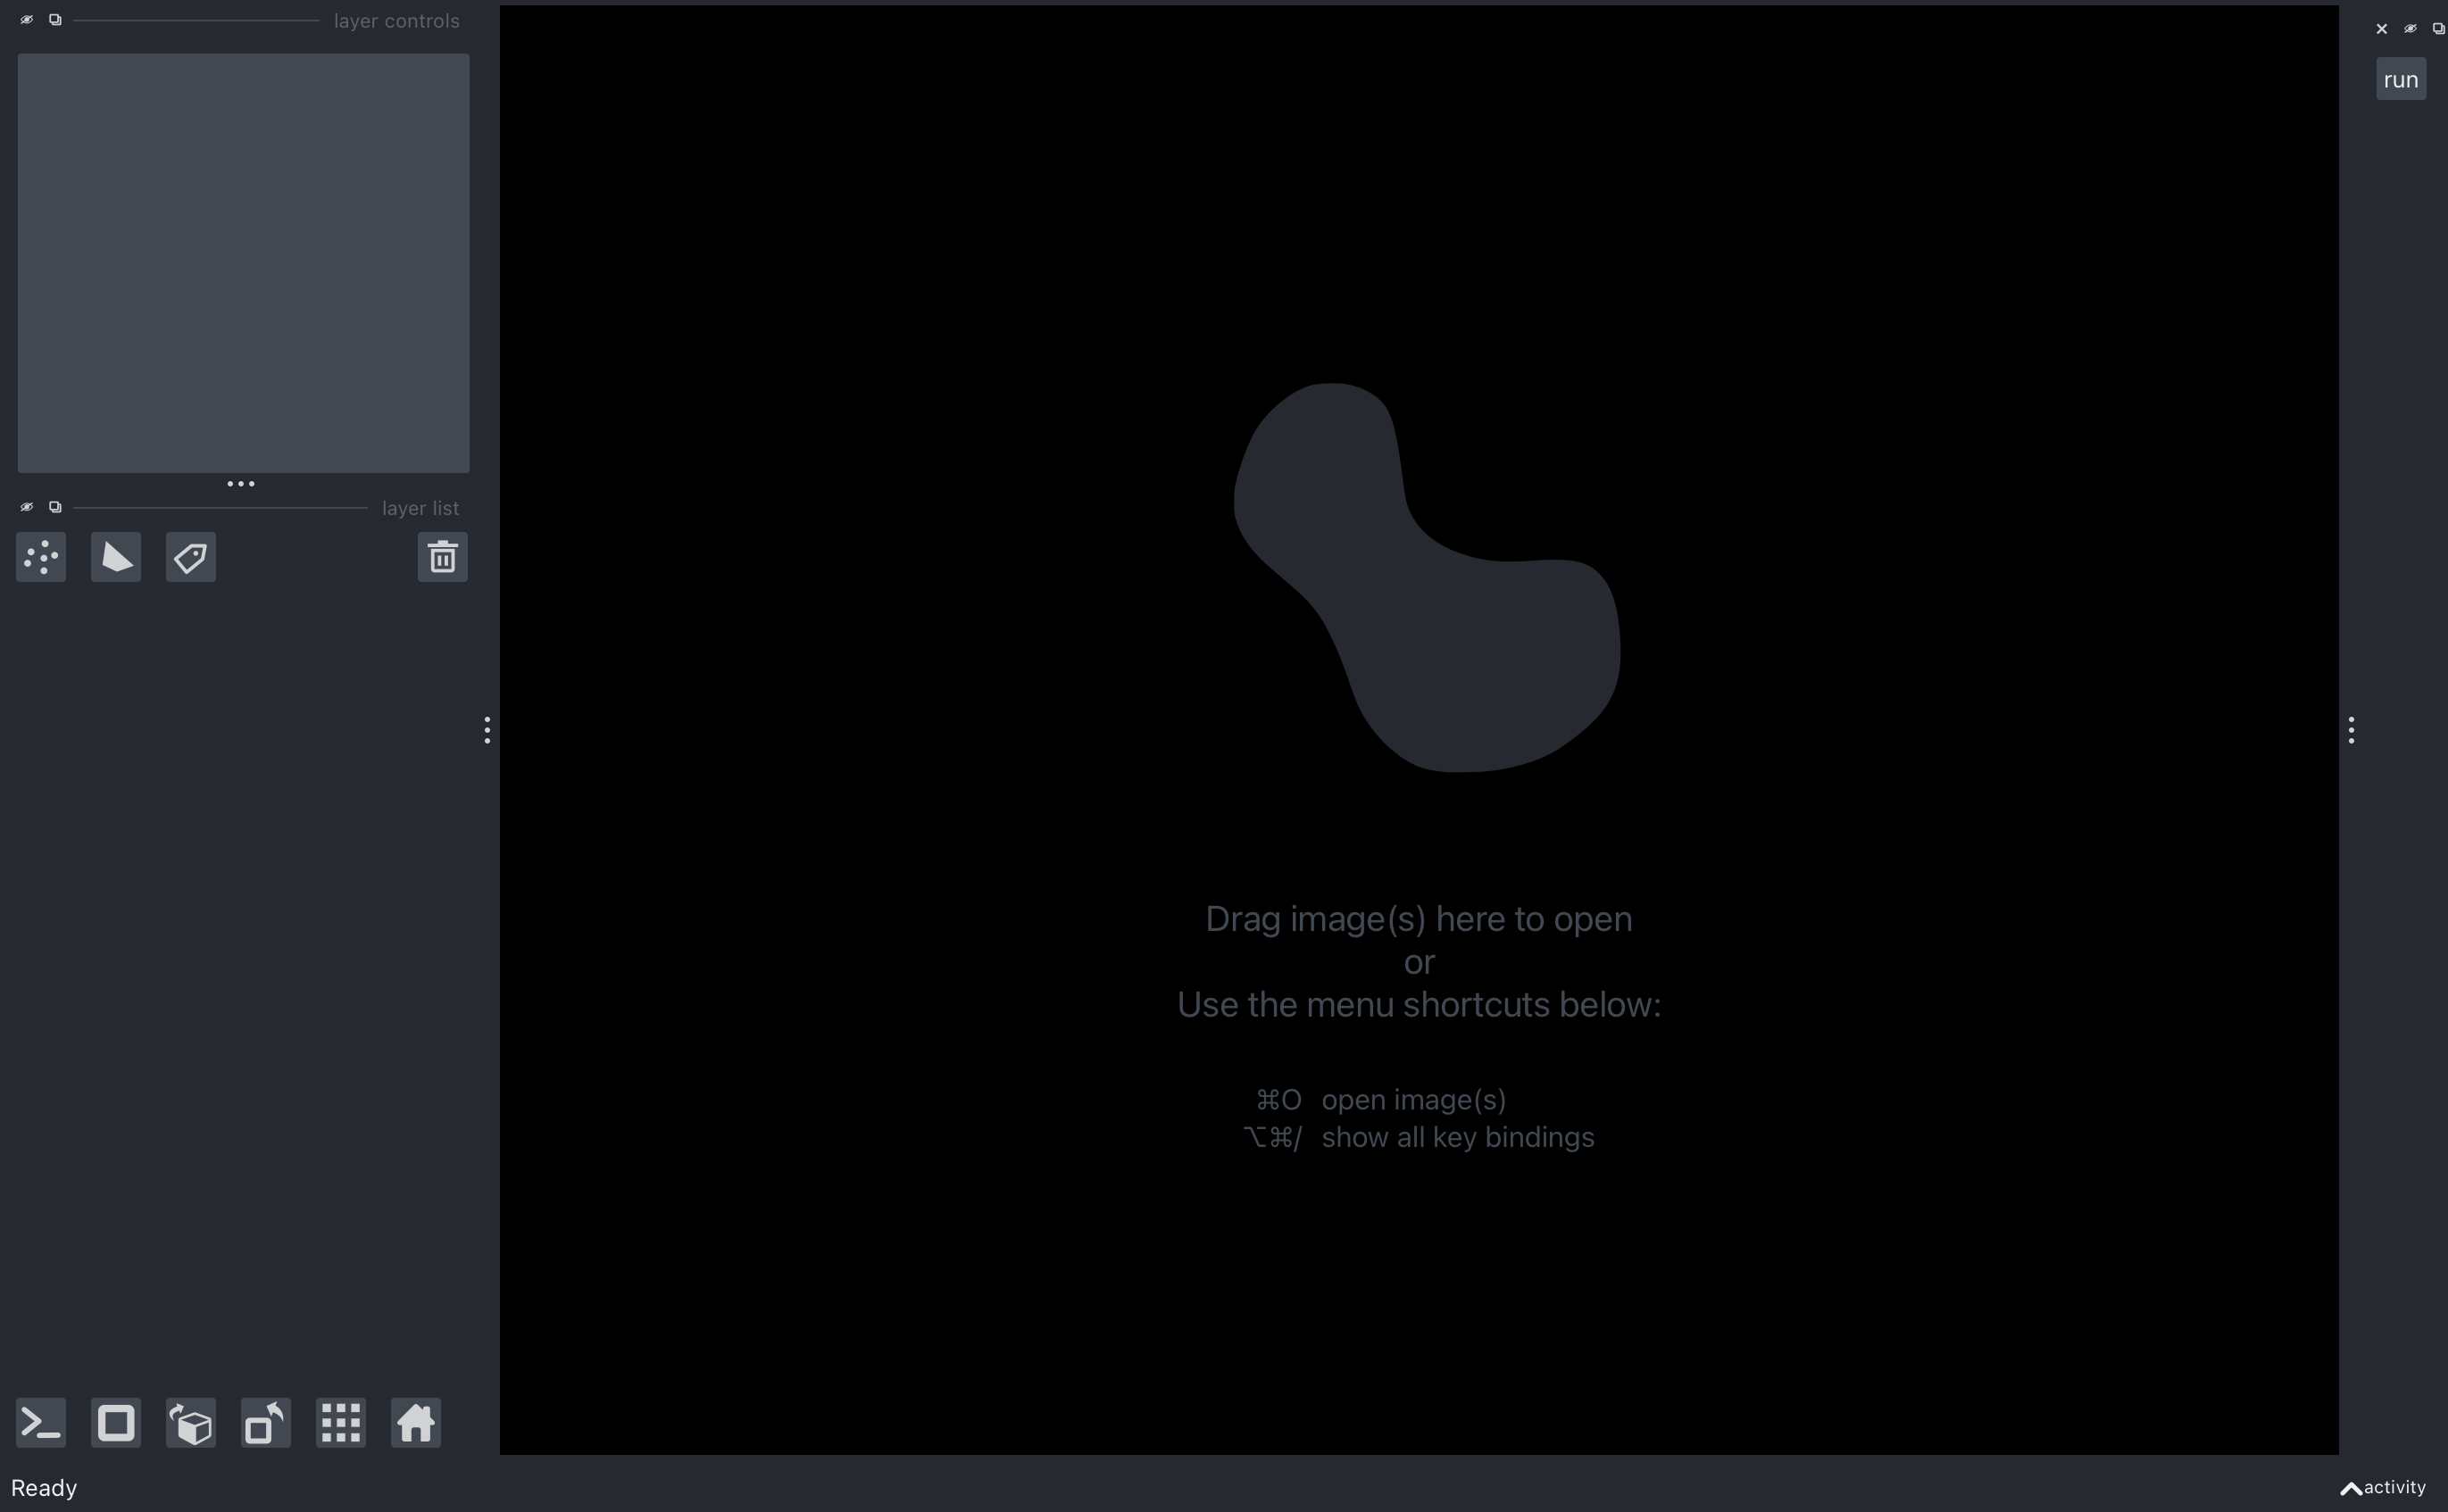 layer controls
run
layer list
Drag image(s) here to open
or
Use the menu shortcuts below:
⌘O open image(s)
⌥⌘/ show all key bindings
Ready
activity